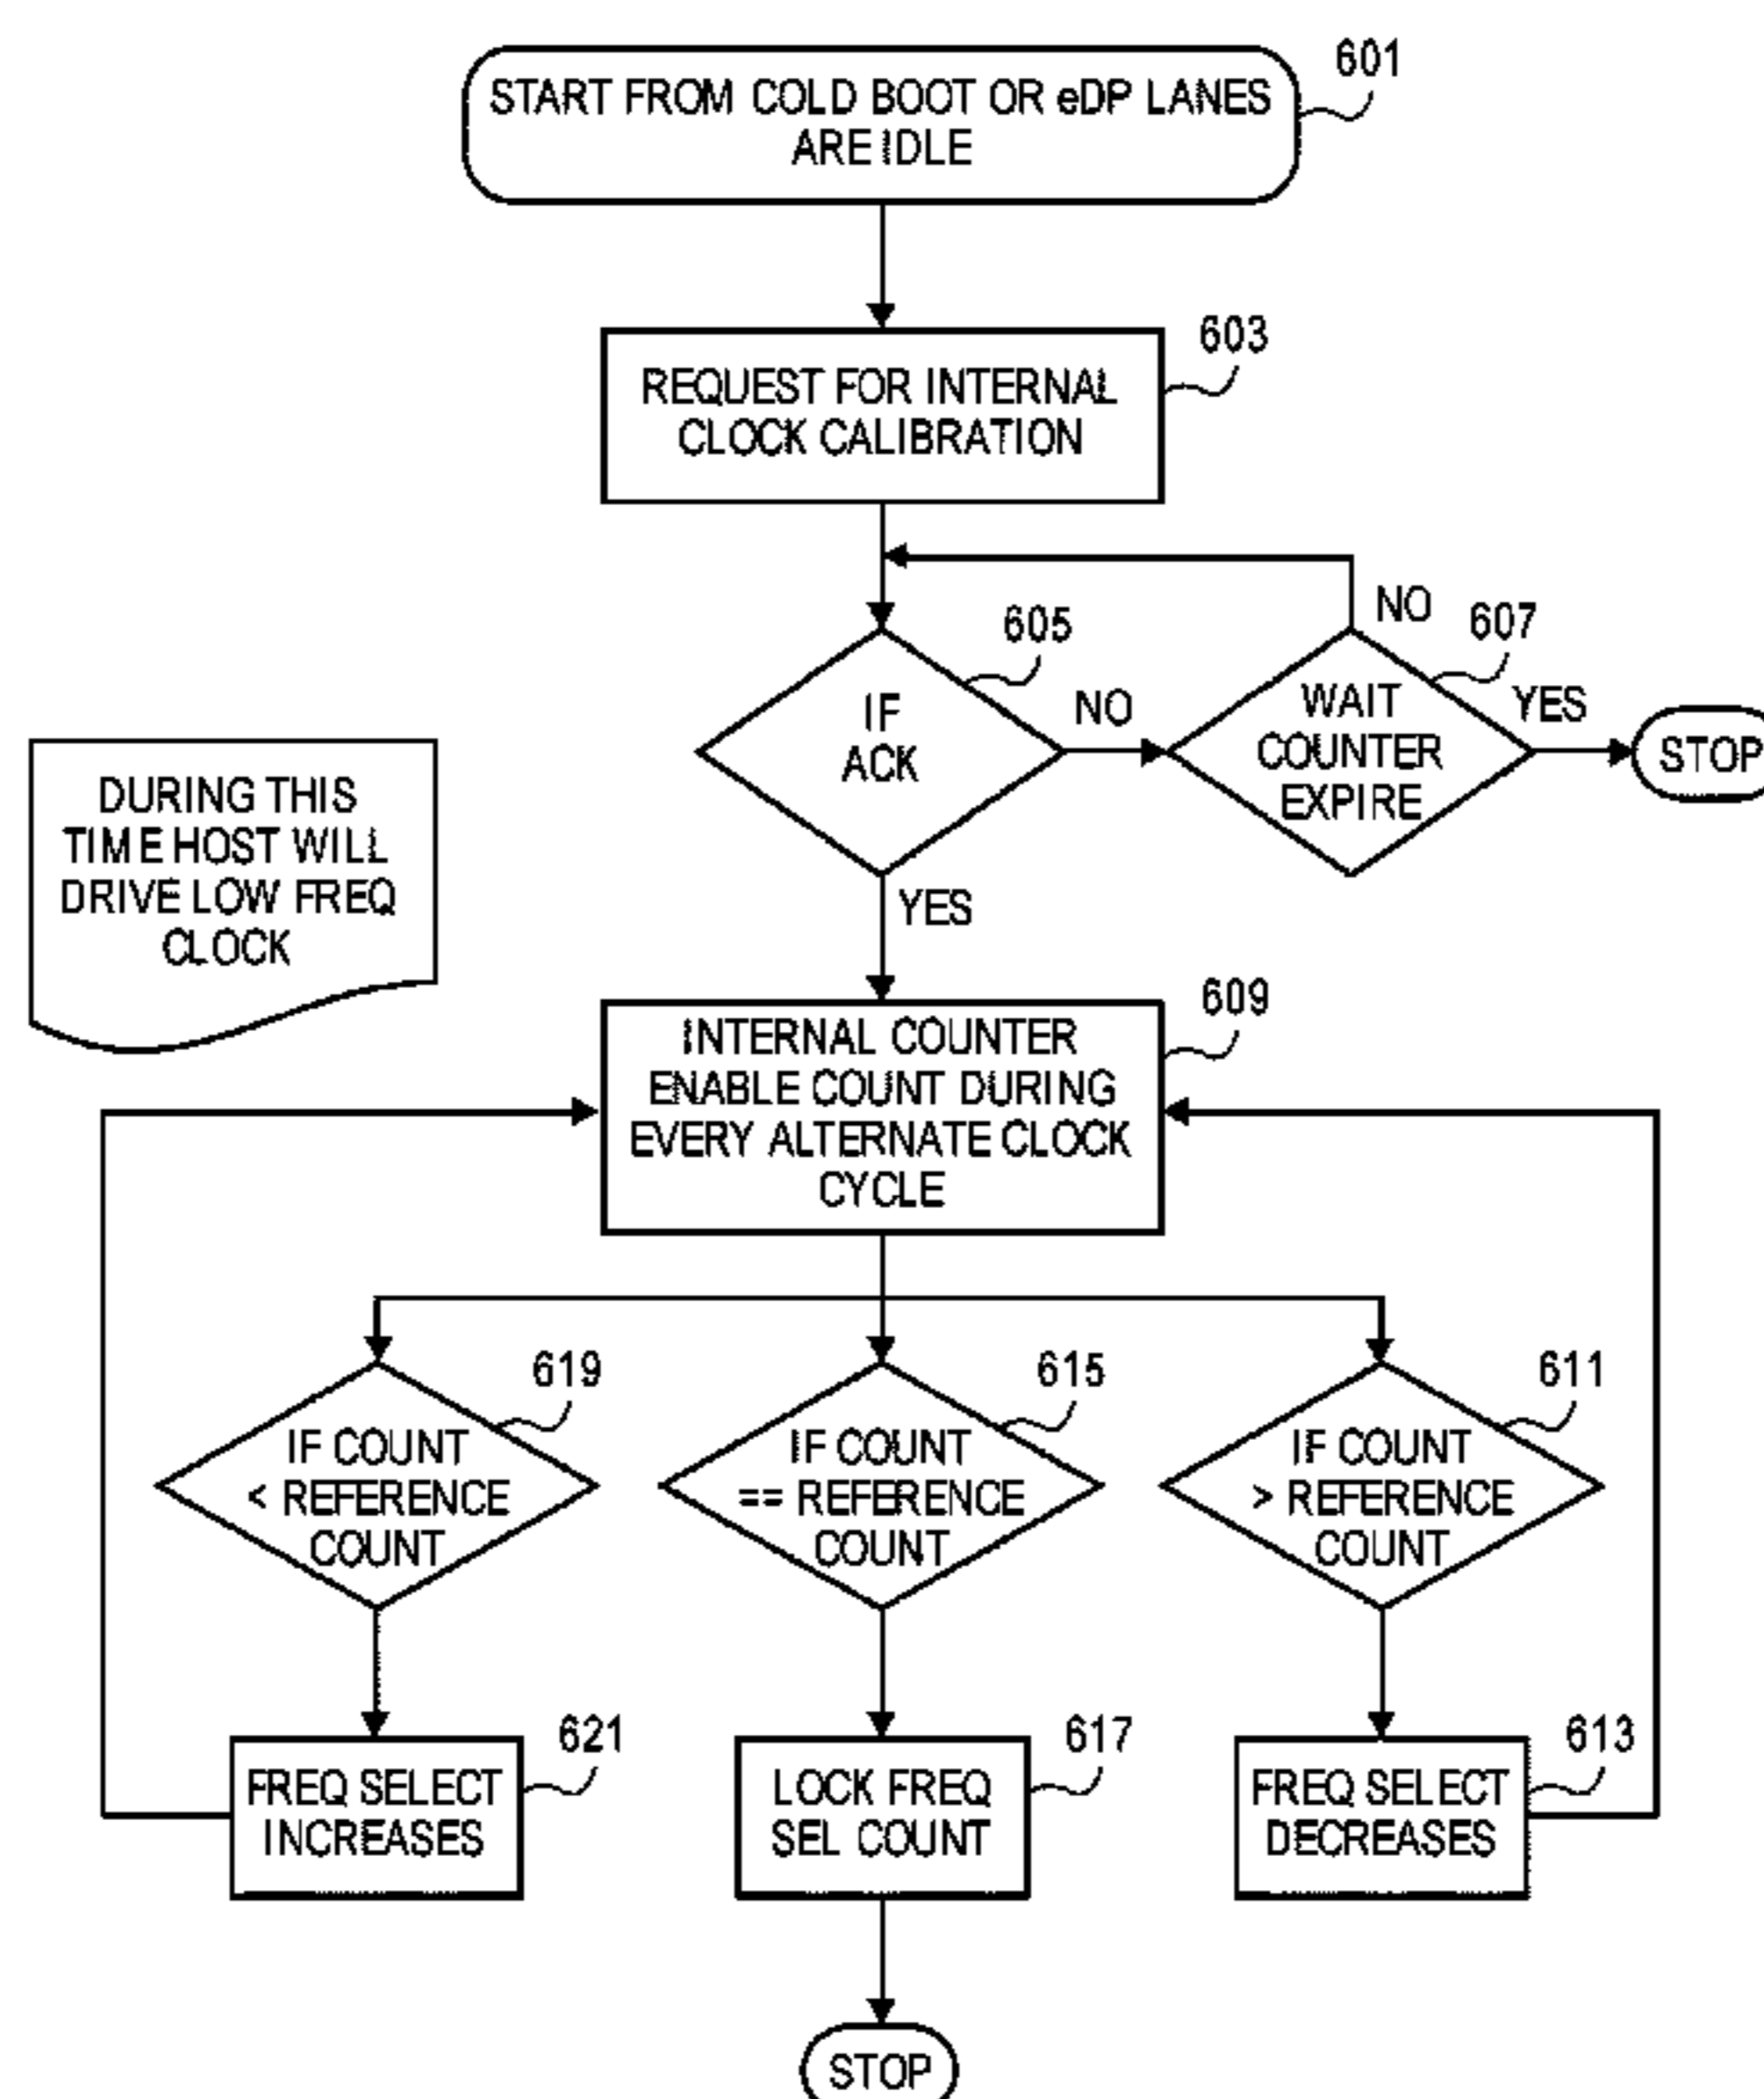 601
START FROM COLD BOOT OR eDP LANES
ARE IDLE
603
REQUEST FOR INTERNAL
CLOCK CALIBRATION
605
IF
ACK
NO
607
NO
WAIT
COUNTER
EXPIRE
YES
STOP
DURING THIS
TIME HOST WILL
DRIVE LOW FREQ
CLOCK
YES
609
INTERNAL COUNTER
ENABLE COUNT DURING
EVERY ALTERNATE CLOCK
CYCLE
619
IF COUNT
< REFERENCE
COUNT
615
IF COUNT
== REFERENCE
COUNT
611
IF COUNT
> REFERENCE
COUNT
621
FREQ SELECT
INCREASES
617
LOCK FREQ
SEL COUNT
613
FREQ SELECT
DECREASES
STOP